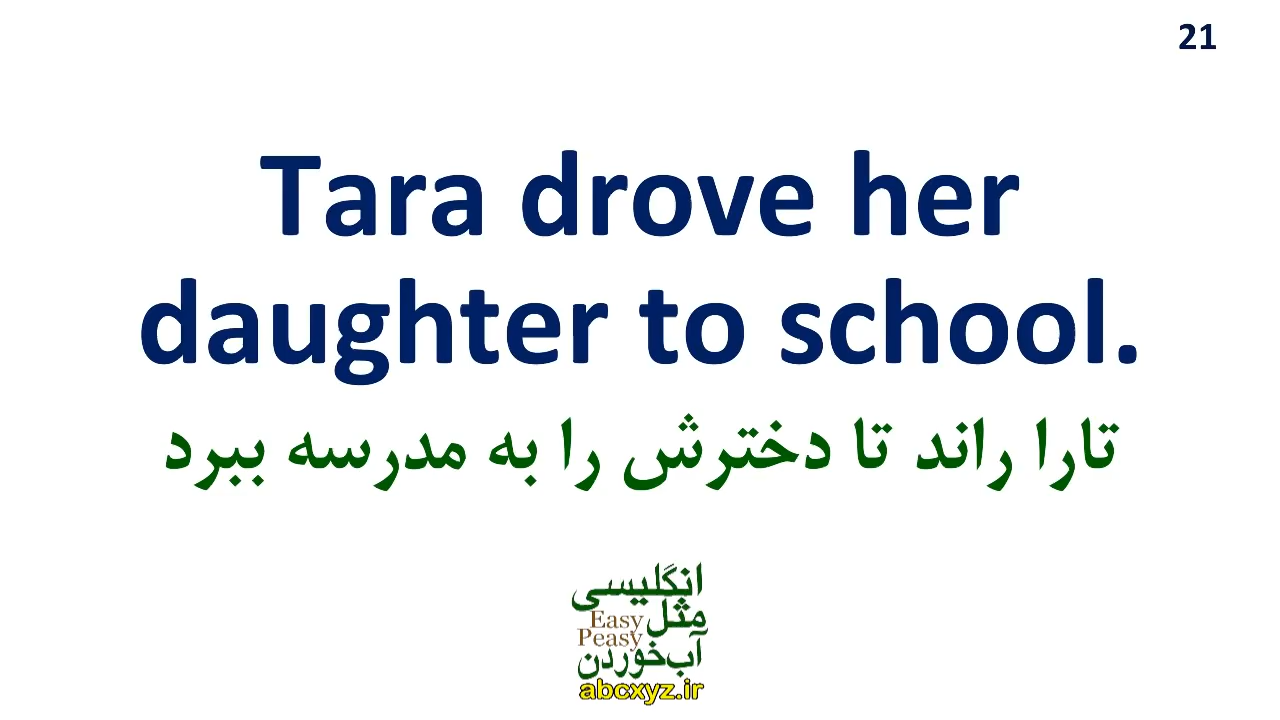 21
Tara drove her
daughter to school.
تارا راند تا دخترش را به مدرسه ببرد
انگلیسی
مثل
Easy
Peasy
آب‌خوردن
abcxyz.ir